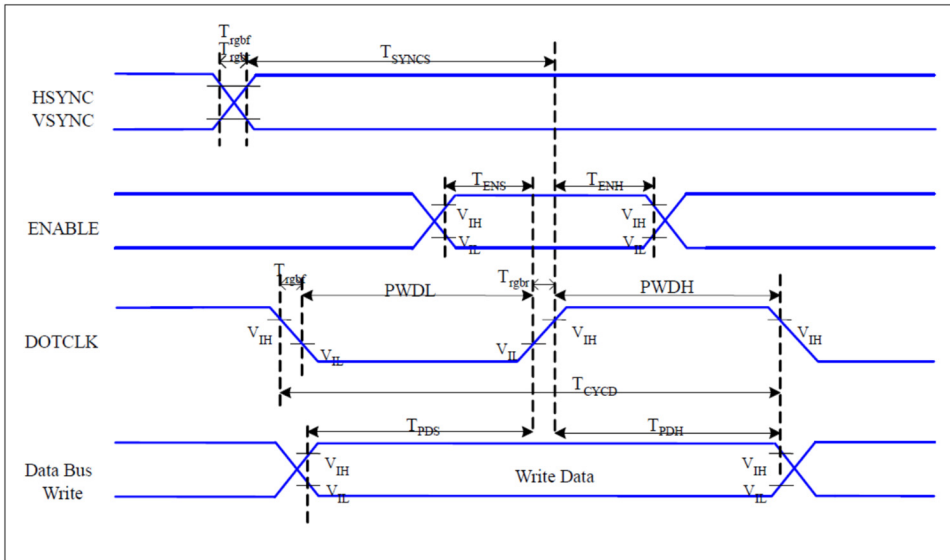 Trgbf
Trgbr
TSYNCS
HSYNC
VSYNC
TENS
TENH
VIH
VIH
ENABLE
VIL
VIL
Trgbf
PWDL
Trgbr
PWDH
VIH
VIH
VIH
DOTCLK
VIL
VIL
TCYCD
TPDS
TPDH
Data Bus
Write
VIH
Write Data
VIH
VIL
VIL